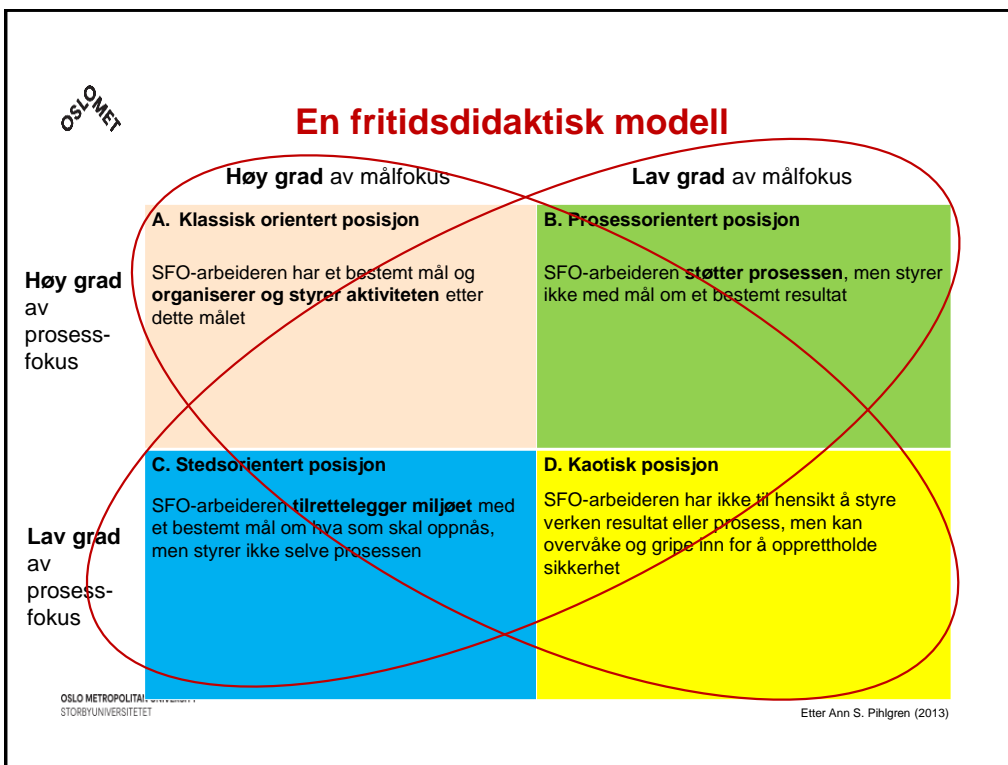 OSLOMET
En fritidsdidaktisk modell
Høy grad av målfokus
Lav grad av målfokus
Høy grad
av
prosess-
fokus
A. Klassisk orientert posisjon
SFO-arbeideren har et bestemt mål og
organiserer og styrer aktiviteten etter
dette målet
B. Prosessorientert posisjon
SFO-arbeideren støtter prosessen, men styrer
ikke med mål om et bestemt resultat
Lav grad
av
prosess-
fokus
C. Stedsorientert posisjon
SFO-arbeideren tilrettelegger miljøet med
et bestemt mål om hva som skal oppnås,
men styrer ikke selve prosessen
D. Kaotisk posisjon
SFO-arbeideren har ikke til hensikt å styre
verken resultat eller prosess, men kan
overvåke og gripe inn for å opprettholde
sikkerhet
OSLO METROPOLITAN UNIVERSITY
STORBYUNIVERSITETET
Etter Ann S. Pihlgren (2013)